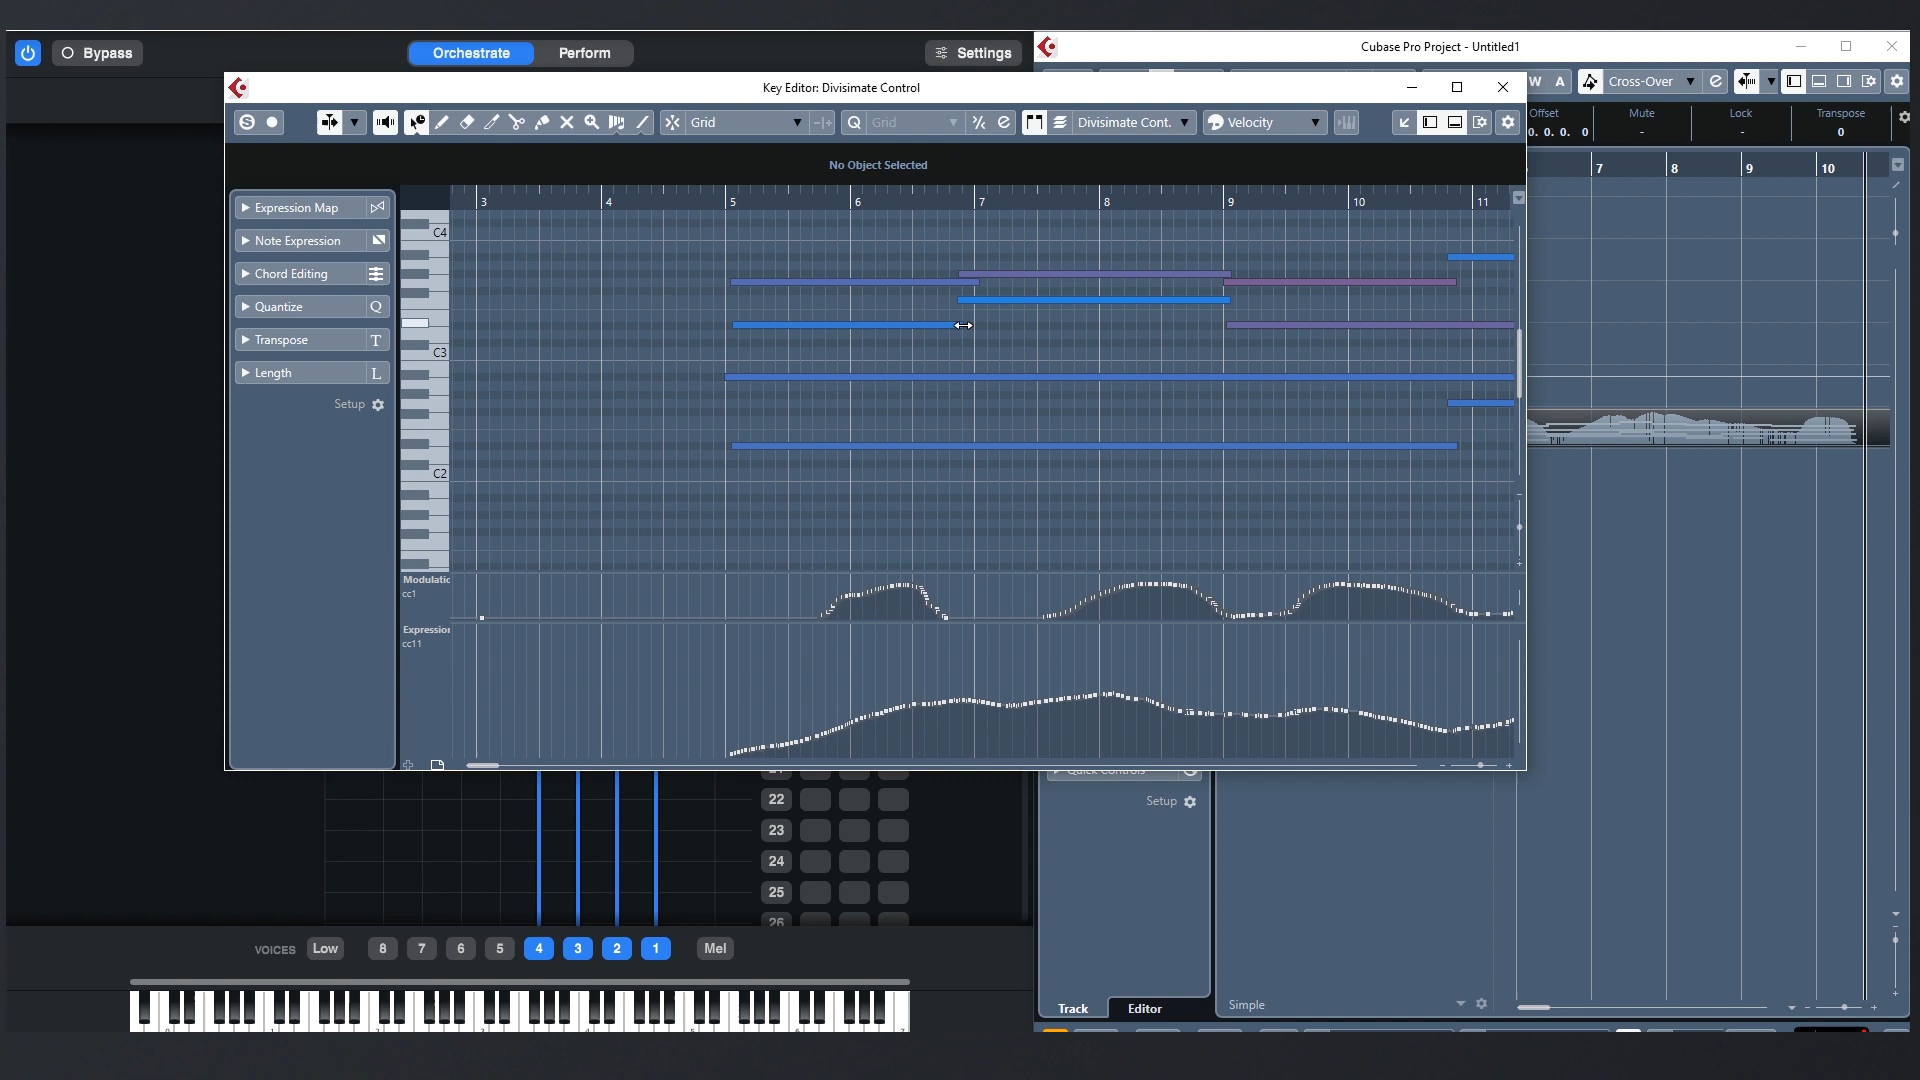 Bypass
Orchestrate
Perform
Settings
Cubase Pro Project - Untitled1
W A
Cross-Over
Offset
Mute
Lock
Transpose
0. 0. 0. 0
-
-
0
7
8
9
10
Key Editor: Divisimate Control
Grid
Q
Grid
Divisimate Cont.
Velocity
No Object Selected
Expression Map
Note Expression
Chord Editing
Quantize Q
Transpose T
Length L
Setup
3
4
5
6
7
8
9
10
11
C4
C3
C2
Modulatic
cc1
Expression
cc11
22
23
24
25
26
VOICES
Low
8
7
6
5
4
3
2
1
Mel
Quick Controls
Setup
Track
Editor
Simple